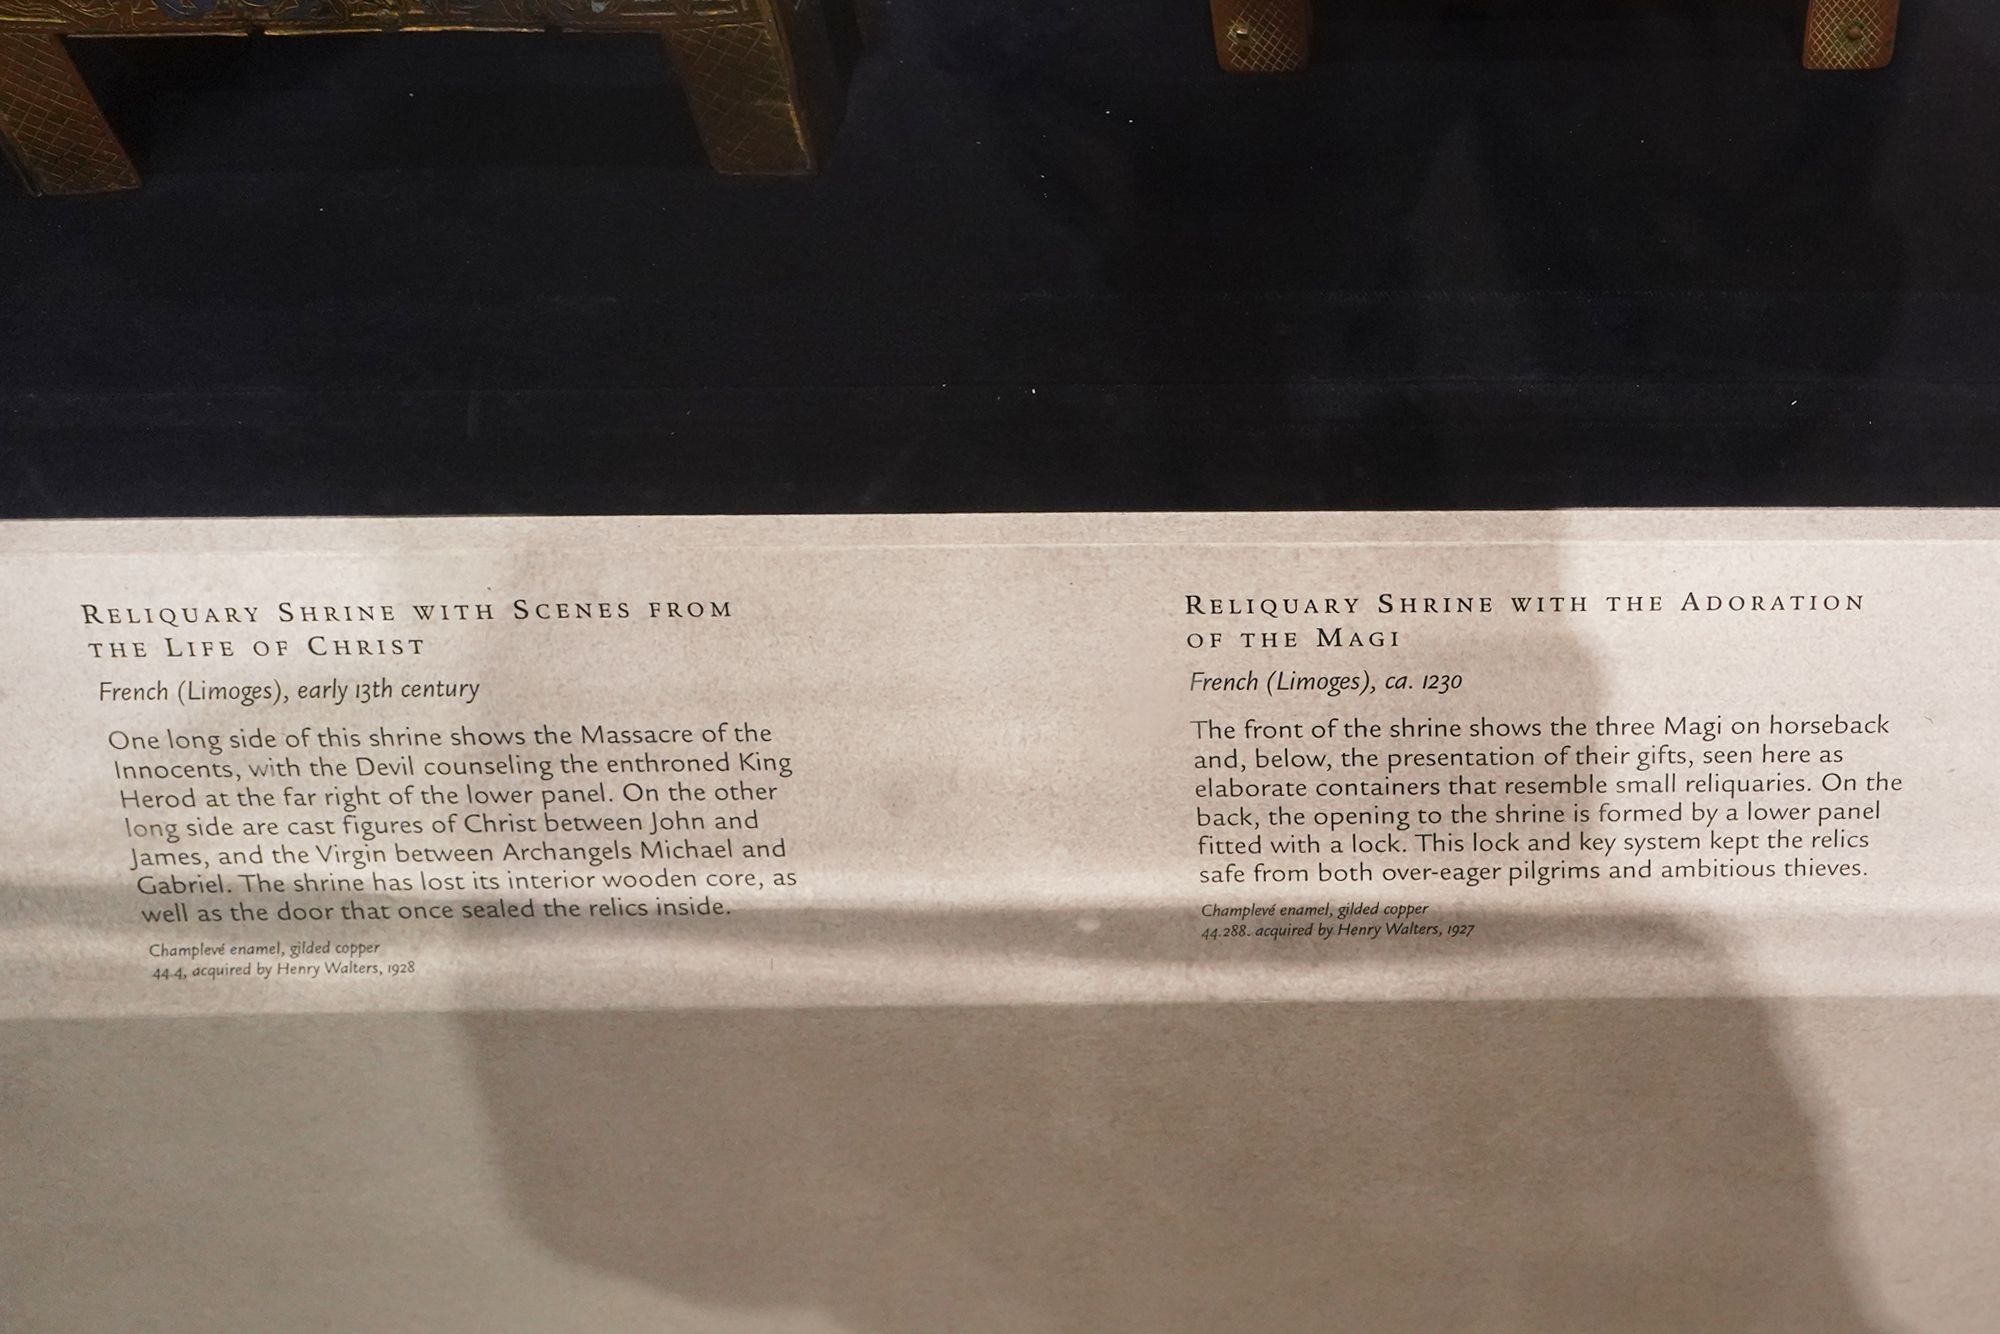 Reliquary Shrine with Scenes from
the Life of Christ
French (Limoges), early 13th century
One long side of this shrine shows the Massacre of the
Innocents, with the Devil counseling the enthroned King
Herod at the far right of the lower panel. On the other
long side are cast figures of Christ between John and
James, and the Virgin between Archangels Michael and
Gabriel. The shrine has lost its interior wooden core, as
well as the door that once sealed the relics inside.
Champlevé enamel, gilded copper
44.4, acquired by Henry Walters, 1928
Reliquary Shrine with the Adoration
of the Magi
French (Limoges), ca. 1230
The front of the shrine shows the three Magi on horseback
and, below, the presentation of their gifts, seen here as
elaborate containers that resemble small reliquaries. On the
back, the opening to the shrine is formed by a lower panel
fitted with a lock. This lock and key system kept the relics
safe from both over-eager pilgrims and ambitious thieves.
Champlevé enamel, gilded copper
44.288. acquired by Henry Walters, 1927